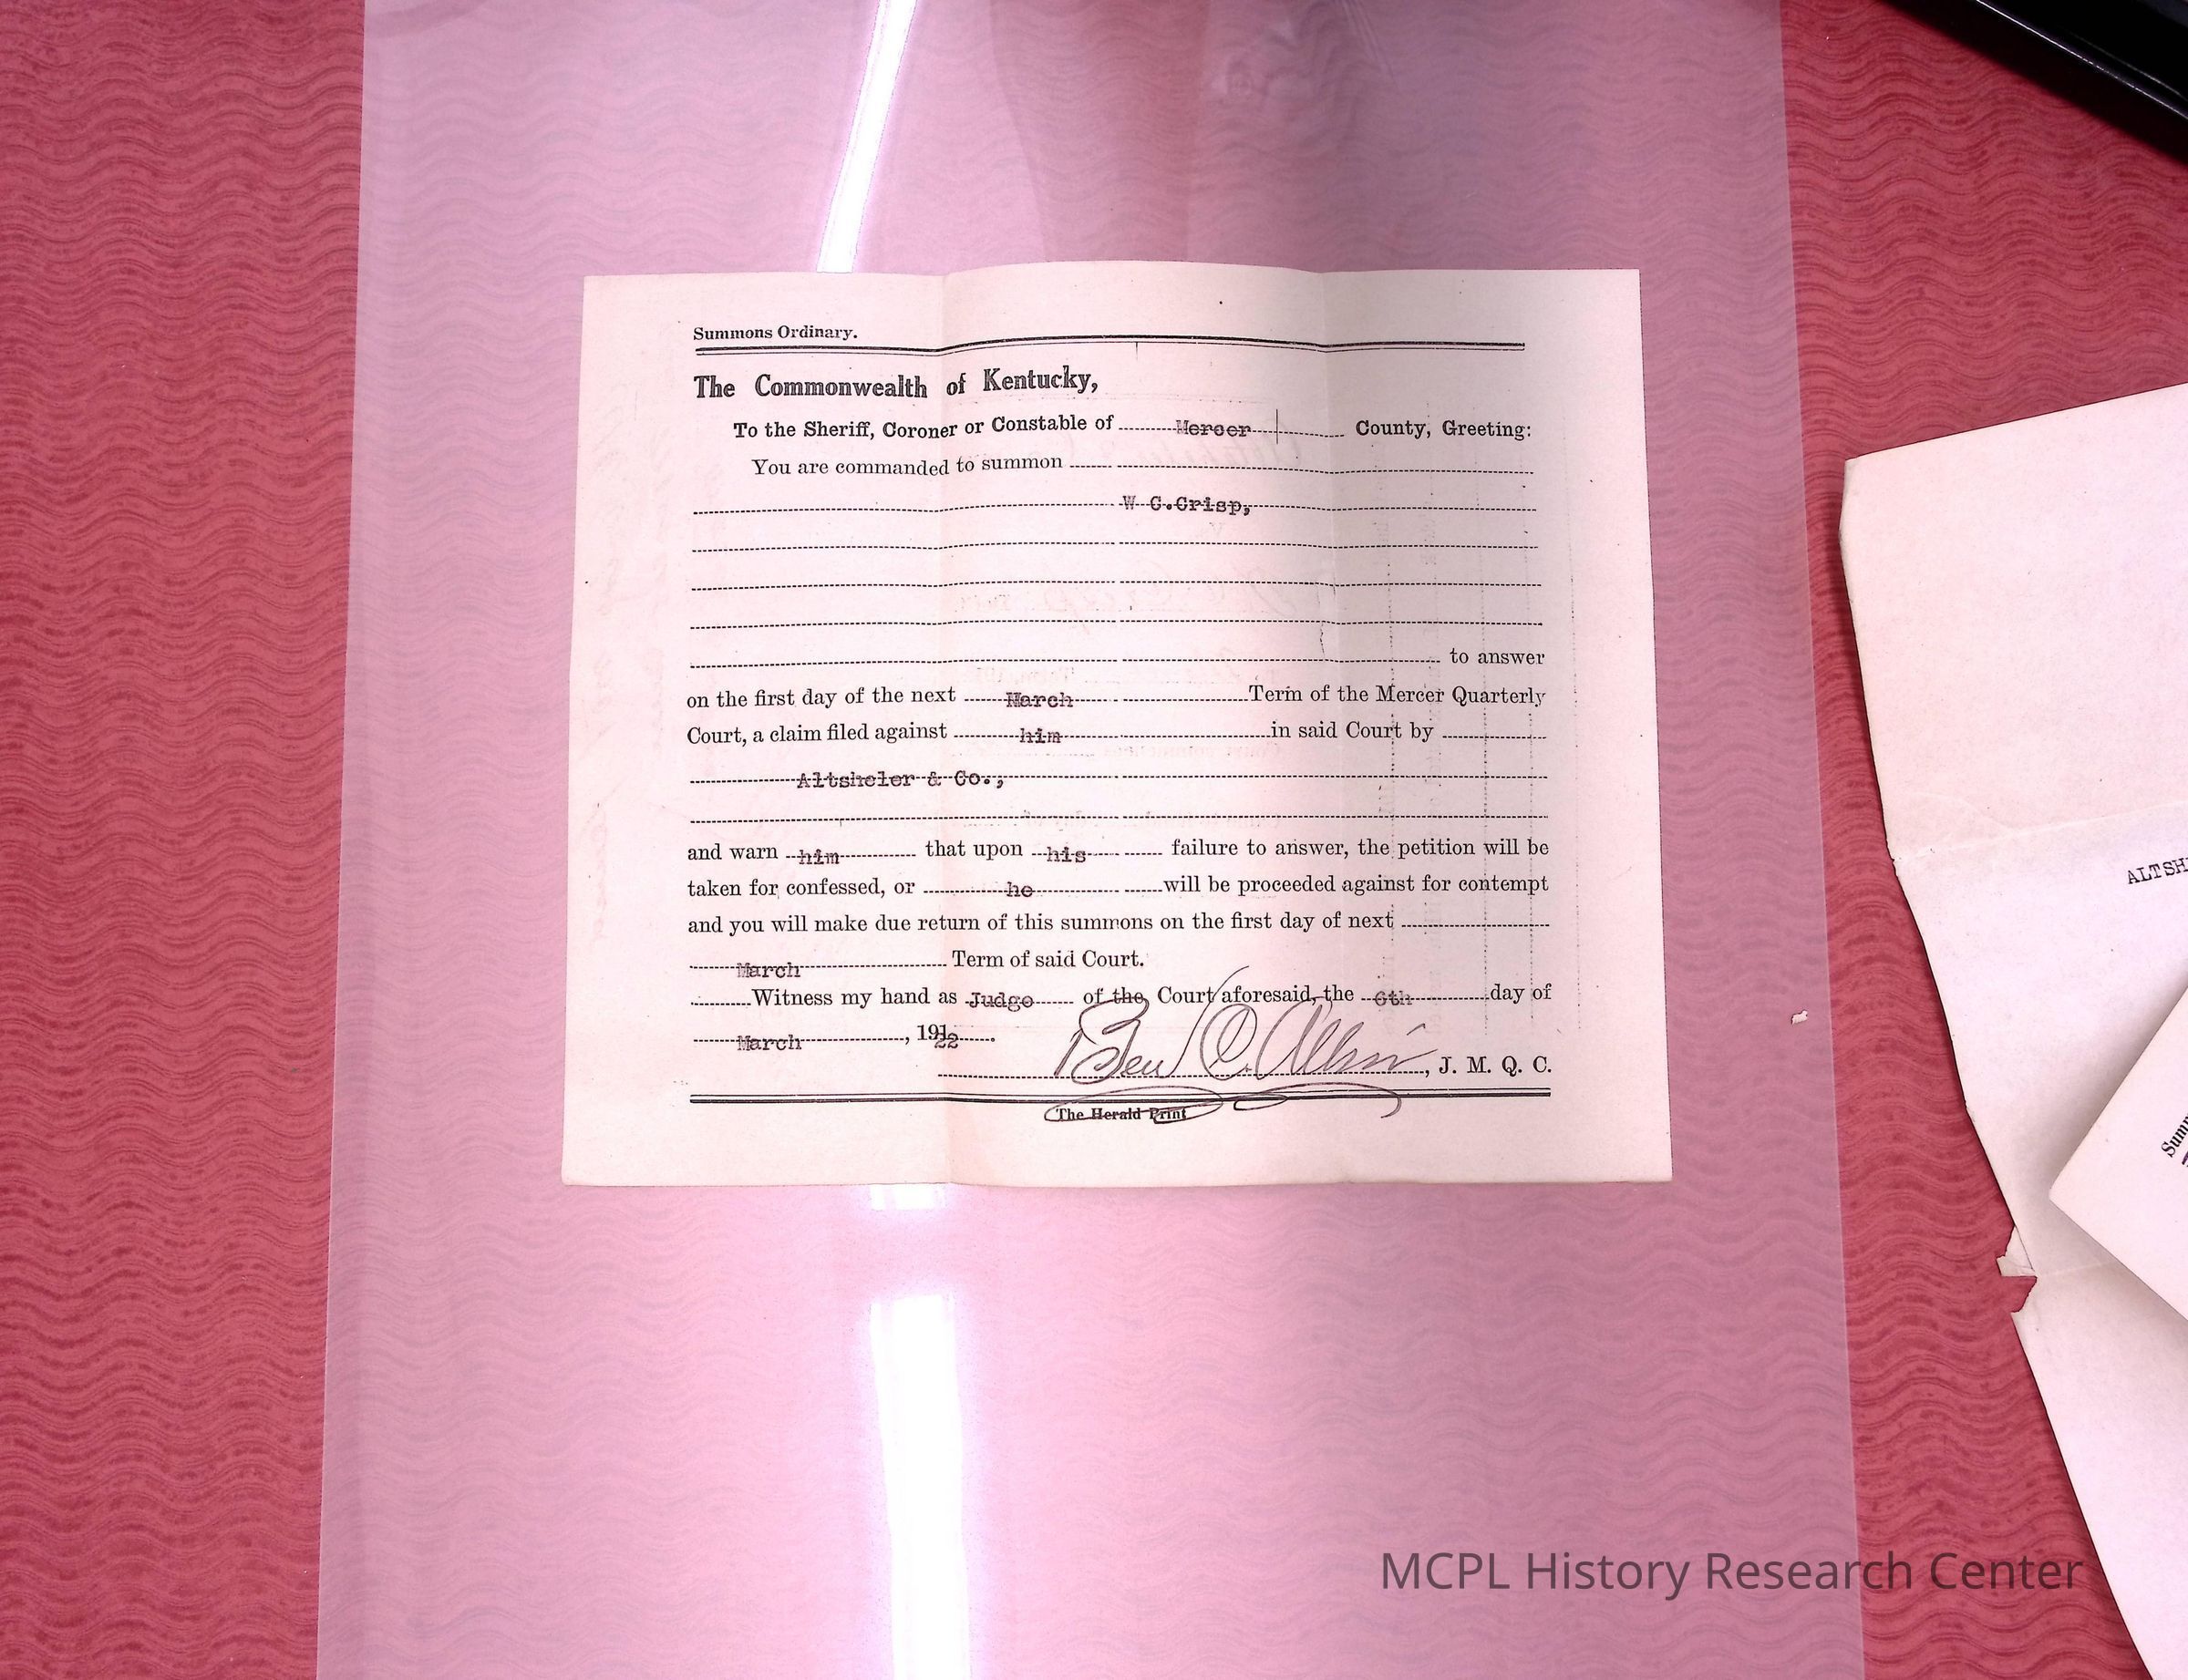 Summons Ordinary.
The Commonwealth of Kentucky,
To the Sheriff, Coroner or Constable of Mercer County, Greeting:
You are commanded to summon
W C.Crisp,
to answer
on the first day of the next March Term of the Mercer Quarterly
Court, a claim filed against him in said Court by
Altsheler & Co.,
and warn him that upon his failure to answer, the petition will be
taken for confessed, or he will be proceeded against for contempt
and you will make due return of this summons on the first day of next
March Term of said Court.
Witness my hand as Judge of the Court aforesaid, the 6th day of
March, 1922.
Ben C. Allin, J. M. Q. C.
The Herald Print
ALTSH
Sum
MCPL History Research Center